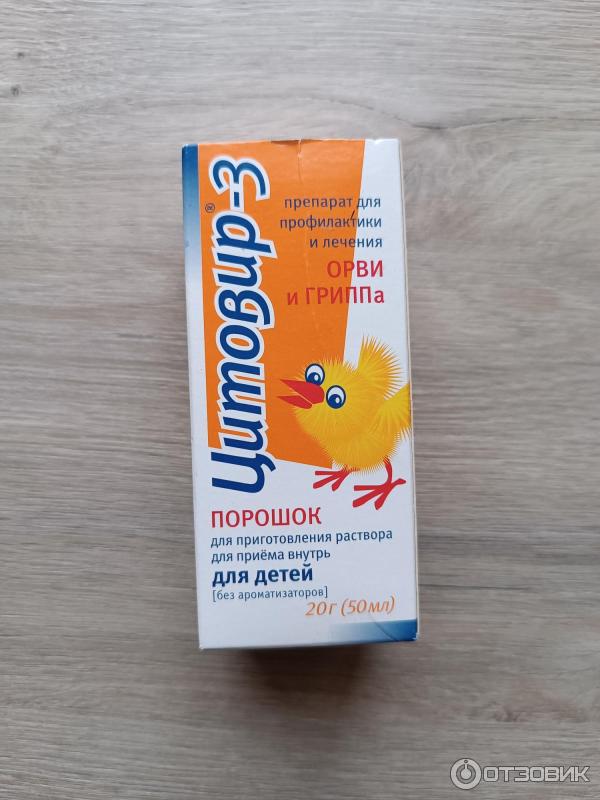 Цитовир-3
®
препарат для
профилактики
и лечения
ОРВИ
и ГРИППа
ПОРОШОК
для приготовления раствора
для приёма внутрь
для детей
[без ароматизаторов]
20г (50мл)
ОТЗОВИК